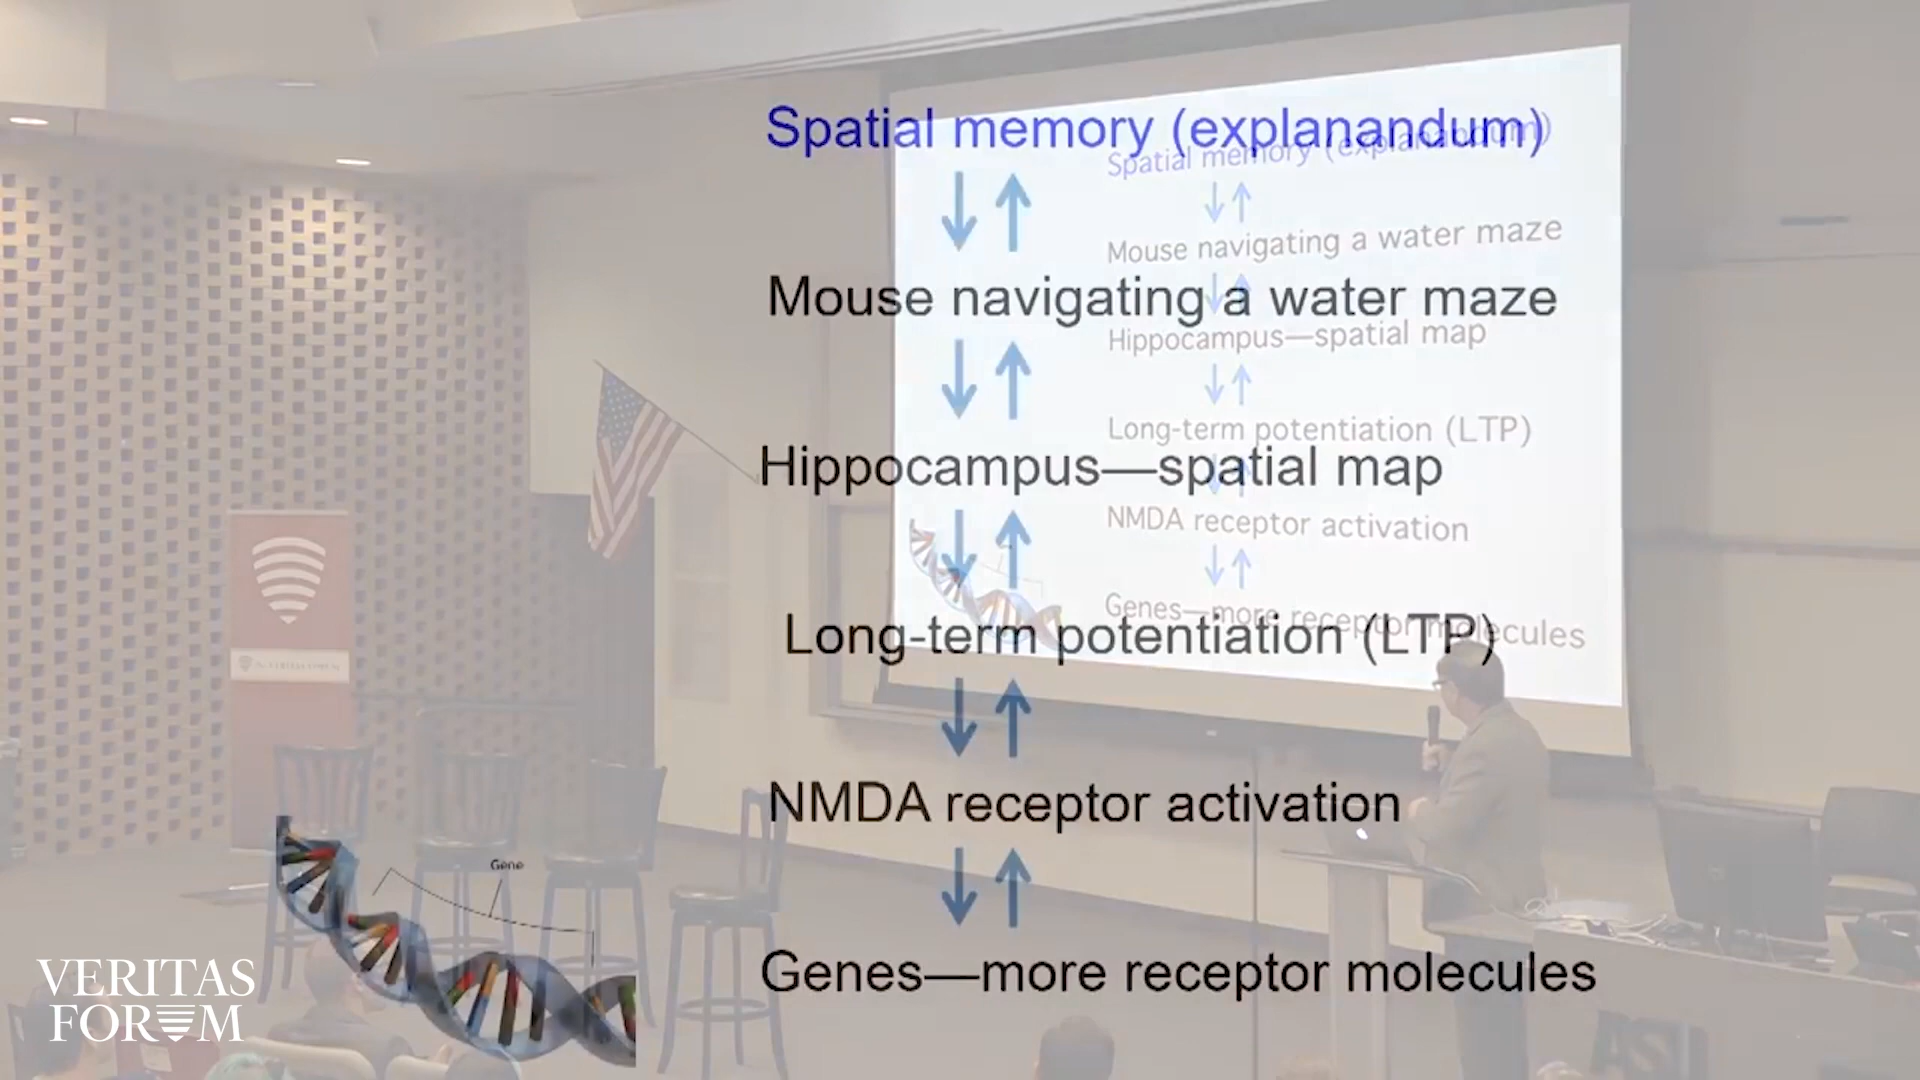 Spatial memory (explanandum)
Mouse navigating a water maze
Hippocampus—spatial map
Long-term potentiation (LTP)
NMDA receptor activation
Genes—more receptor molecules
Gene
Spatial memory (explanandum)
Mouse navigating a water maze
Hippocampus—spatial map
Long-term potentiation (LTP)
NMDA receptor activation
Genes—more receptor molecules
VERITAS
FORUM